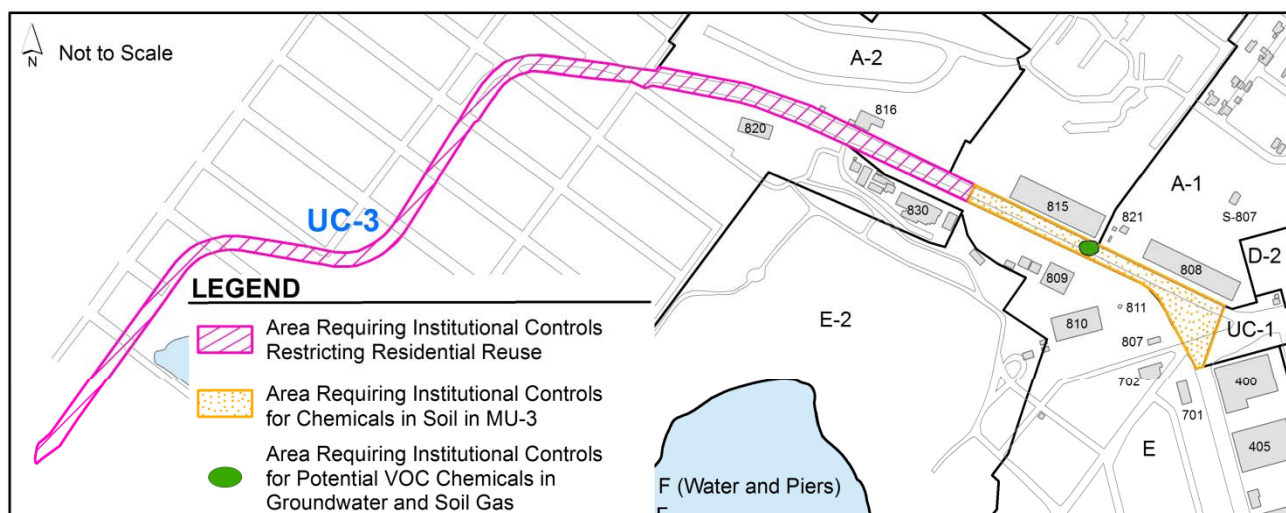 N
Not to Scale
A-2
816
820
A-1
815
821
S-807
UC-3
830
D-2
808
LEGEND
809
Area Requiring Institutional Controls
Restricting Residential Reuse
E-2
811
810
UC-1
807
Area Requiring Institutional Controls
for Chemicals in Soil in MU-3
702
400
701
Area Requiring Institutional Controls
for Potential VOC Chemicals in
Groundwater and Soil Gas
E
405
F (Water and Piers)